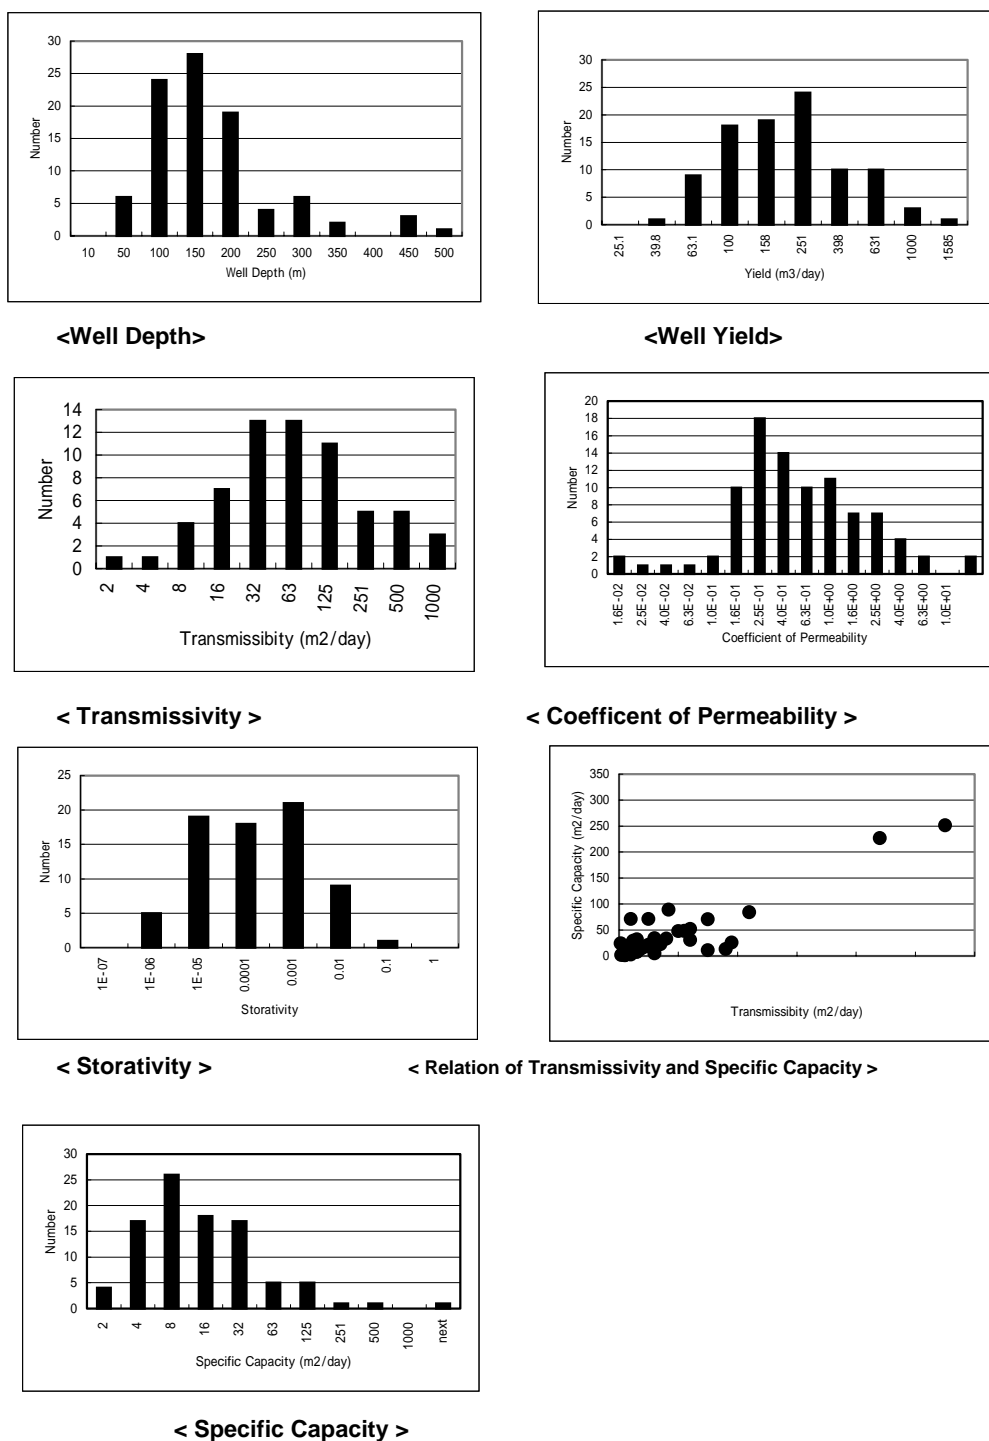 30
25
20
15
10
5
0
Number
10 50 100 150 200 250 300 350 400 450 500
Well Depth (m)
<Well Depth>
30
25
20
15
10
5
0
Number
25.1 39.8 63.1 100 158 251 398 631 1000 1585
Yield (m3/day)
<Well Yield>
14
12
10
8
6
4
2
0
Number
2 4 8 16 32 63 125 251 500 1000
Transmissibity (m2/day)
< Transmissivity >
20
18
16
14
12
10
8
6
4
2
0
Number
1.6E-02 2.5E-02 4.0E-02 6.3E-02 1.0E-01 1.6E-01 2.5E-01 4.0E-01 6.3E-01 1.0E+00 1.6E+00 2.5E+00 4.0E+00 6.3E+00 1.0E+01
Coefficient of Permeability
< Coefficent of Permeability >
25
20
15
10
5
0
Number
1E-07 1E-06 1E-05 0.0001 0.001 0.01 0.1 1
Storativity
< Storativity >
350
300
250
200
150
100
50
0
Specific Capacity (m2/day)
Transmissibity (m2/day)
< Relation of Transmissivity and Specific Capacity >
30
25
20
15
10
5
0
Number
2 4 8 16 32 63 125 251 500 1000 next
Specific Capacity (m2/day)
< Specific Capacity >